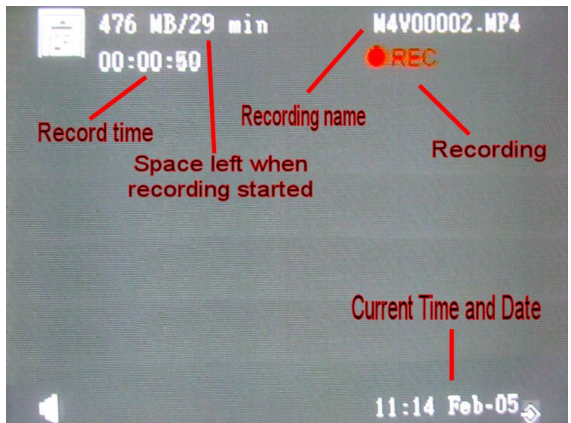 476 MB/29 min
M4V00002.MP4
00:00:50
REC
Record time
Recording name
Recording
Space left when
recording started
Current Time and Date
11:14 Feb-05